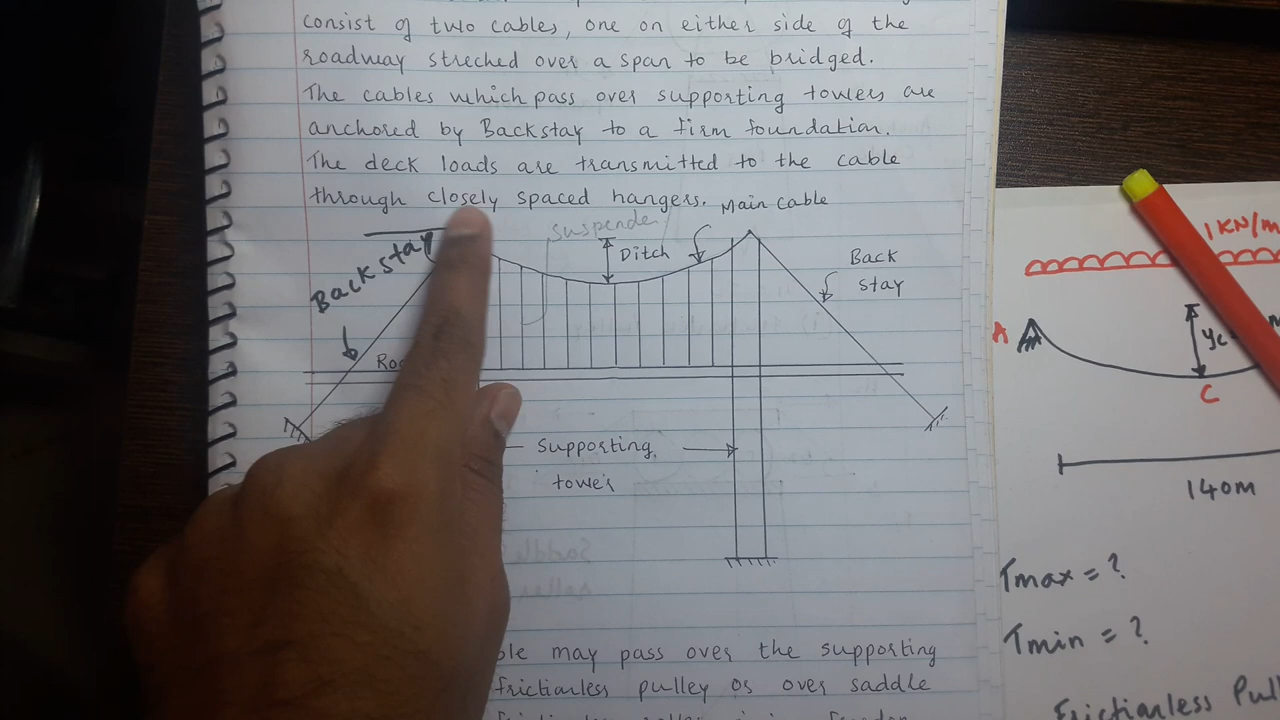 consist of two cables, one on either side of the
roadway streched over a span to be bridged.
The cables which pass over supporting towers are
anchored by Backstay to a firm foundation.
The deck loads are transmitted to the cable
through closely spaced hangers.
Main cable
suspender
Ditch
Back stay
Back
stay
supporting
tower
may pass over the supporting
frictionless pulley or over saddle
1KN/m
A
yc
C
140m
Tmax = ?
Tmin = ?
Frictionless